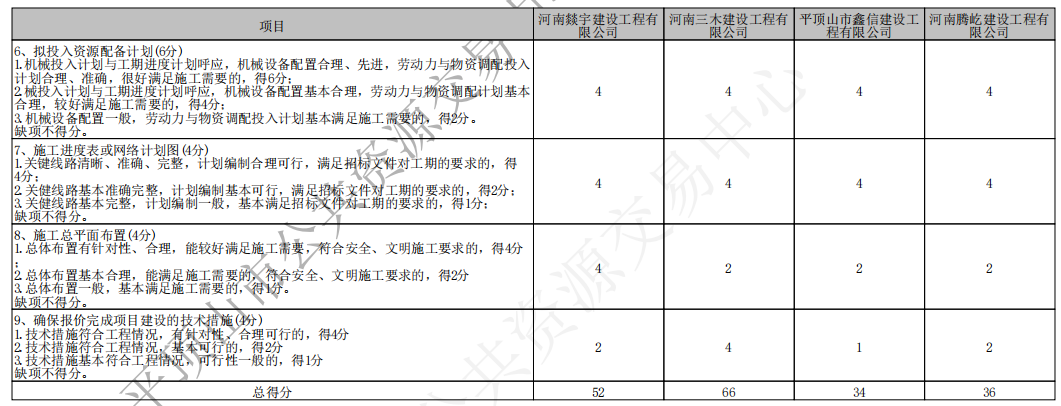 项目
河南燚宇建设工程有限公司
河南三木建设工程有限公司
平顶山市鑫信建设工程有限公司
河南腾屹建设工程有限公司
6、拟投入资源配备计划(6分)
1.机械投入计划与工期进度计划呼应，机械设备配置合理、先进，劳动力与物资调配投入
计划合理、准确，很好满足施工需要的，得6分；
2.械投入计划与工期进度计划呼应，机械设备配置基本合理，劳动力与物资调配计划基本
合理，较好满足施工需要的，得4分；
3.机械设备配置一般，劳动力与物资调配投入计划基本满足施工需要的，得2分。
缺项不得分。
4 4 4 4
7、施工进度表或网络计划图(4分)
1.关键线路清晰、准确、完整，计划编制合理可行，满足招标文件对工期的要求的，得
4分；
2.关健线路基本准确完整，计划编制基本可行，满足招标文件对工期的要求的，得2分；
3.关健线路基本完整，计划编制一般，基本满足招标文件对工期的要求的，得1分；
缺项不得分。
4 4 4 4
8、施工总平面布置(4分)
1.总体布置有针对性、合理，能较好满足施工需要，符合安全、文明施工要求的，得4分
；
2.总体布置基本合理，能满足施工需要的，符合安全、文明施工要求的，得2分
3.总体布置一般，基本满足施工需要的，得1分。
缺项不得分。
4 2 2 2
9、确保报价完成项目建设的技术措施(4分)
1.技术措施符合工程情况，有针对性、合理可行的，得4分
2.技术措施符合工程情况，基本可行的，得2分
3.技术措施基本符合工程情况，可行性一般的，得1分
缺项不得分。
2 4 1 2
总得分 52 66 34 36
平顶山市公共资源交易中心
公共资源交易中心